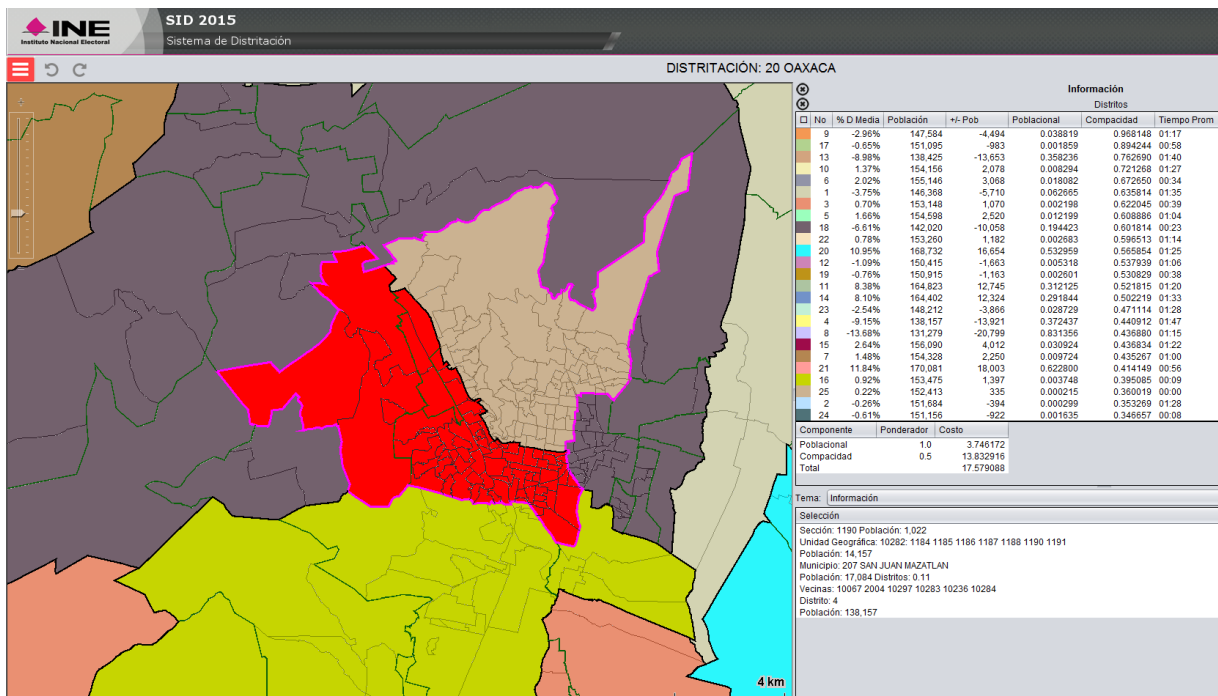 INE
Instituto Nacional Electoral
SID 2015
Sistema de Distritación
DISTRITACIÓN: 20 OAXACA
Información
Distritos
No % D Media Población +/- Pob Poblacional Compacidad Tiempo Prom
9 -2.96% 147,584 -4,494 0.038819 0.968148 01:17
17 -0.65% 151,095 -983 0.001859 0.894244 00:58
13 -8.98% 138,425 -13,653 0.358236 0.762690 01:40
10 1.37% 154,156 2,078 0.008294 0.721268 01:27
6 2.02% 155,146 3,068 0.018082 0.672650 00:34
1 -3.75% 146,368 -5,710 0.062665 0.635814 01:35
3 0.70% 153,148 1,070 0.002198 0.622045 00:39
5 1.66% 154,598 2,520 0.012199 0.608886 01:04
18 -6.61% 142,020 -10,058 0.194423 0.601814 00:23
22 0.78% 153,260 1,182 0.002683 0.596513 01:14
20 10.95% 168,732 16,654 0.532959 0.565854 01:25
12 -1.09% 150,415 -1,663 0.005318 0.537939 01:06
19 -0.76% 150,915 -1,163 0.002601 0.530829 00:38
11 8.38% 164,823 12,745 0.312125 0.521815 01:20
14 8.10% 164,402 12,324 0.291844 0.502219 01:33
23 -2.54% 148,212 -3,866 0.028729 0.471114 01:28
4 -9.15% 138,157 -13,921 0.372437 0.440912 01:47
8 -13.68% 131,279 -20,799 0.831356 0.436880 01:15
15 2.64% 156,090 4,012 0.030924 0.436834 01:22
7 1.48% 154,328 2,250 0.009724 0.435267 01:00
21 11.84% 170,081 18,003 0.622800 0.414149 00:56
16 0.92% 153,475 1,397 0.003748 0.395085 00:09
25 0.22% 152,413 335 0.000215 0.360019 00:00
2 -0.26% 151,684 -394 0.000299 0.353269 01:28
24 -0.61% 151,156 -922 0.001635 0.346657 00:08
Componente Ponderador Costo
Poblacional 1.0 3.746172
Compacidad 0.5 13.832916
Total 17.579088
Tema: Información
Selección
Sección: 1190 Población: 1,022
Unidad Geográfica: 10282: 1184 1185 1186 1187 1188 1190 1191
Población: 14,157
Municipio: 207 SAN JUAN MAZATLAN
Población: 17,084 Distritos: 0.11
Vecinas: 10067 2004 10297 10283 10236 10284
Distrito: 4
Población: 138,157
4 km